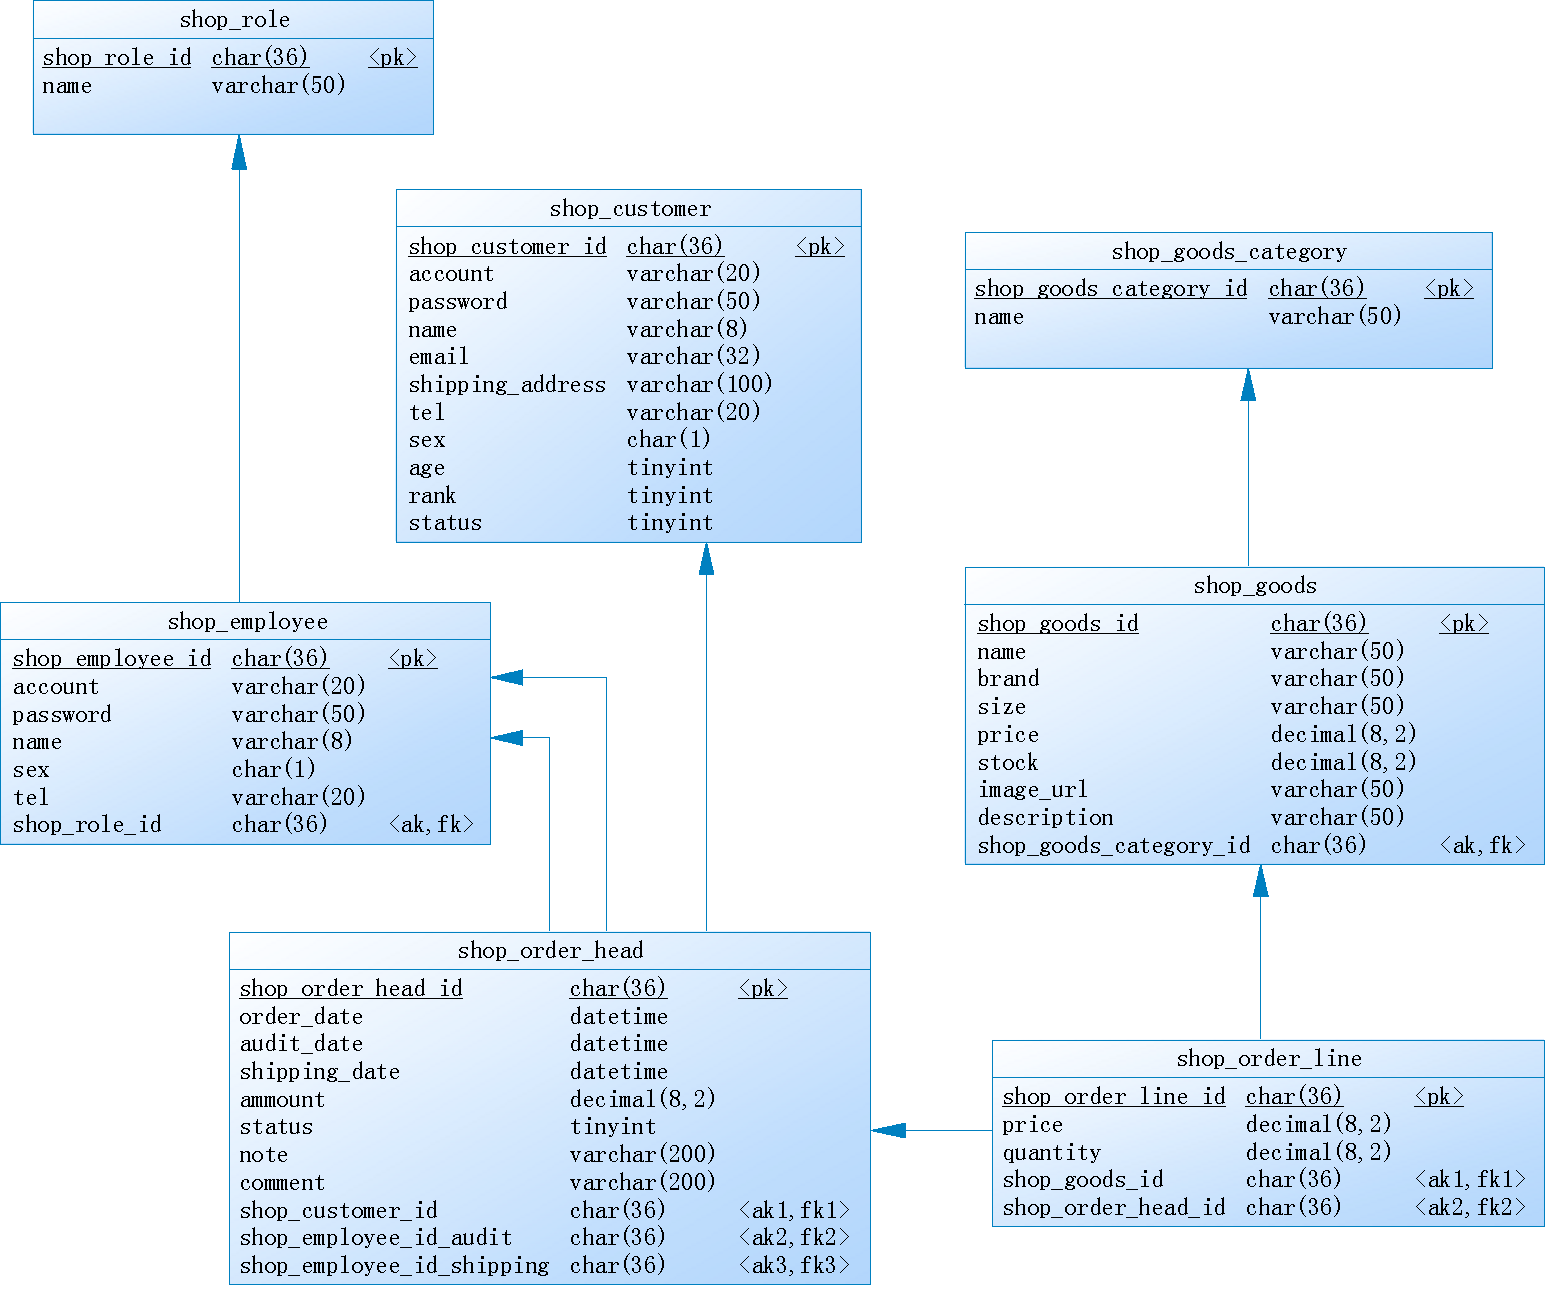 shop_role
shop_role_id char(36) <pk>
name varchar(50)
shop_customer
shop_customer_id char(36) <pk>
account varchar(20)
password varchar(50)
name varchar(8)
email varchar(32)
shipping_address varchar(100)
tel varchar(20)
sex char(1)
age tinyint
rank tinyint
status tinyint
shop_goods_category
shop_goods_category_id char(36) <pk>
name varchar(50)
shop_employee
shop_employee_id char(36) <pk>
account varchar(20)
password varchar(50)
name varchar(8)
sex char(1)
tel varchar(20)
shop_role_id char(36) <ak,fk>
shop_goods
shop_goods_id char(36) <pk>
name varchar(50)
brand varchar(50)
size varchar(50)
price decimal(8,2)
stock decimal(8,2)
image_url varchar(50)
description varchar(50)
shop_goods_category_id char(36) <ak,fk>
shop_order_head
shop_order_head_id char(36) <pk>
order_date datetime
audit_date datetime
shipping_date datetime
ammount decimal(8,2)
status tinyint
note varchar(200)
comment varchar(200)
shop_customer_id char(36) <ak1,fk1>
shop_employee_id_audit char(36) <ak2,fk2>
shop_employee_id_shipping char(36) <ak3,fk3>
shop_order_line
shop_order_line_id char(36) <pk>
price decimal(8,2)
quantity decimal(8,2)
shop_goods_id char(36) <ak1,fk1>
shop_order_head_id char(36) <ak2,fk2>